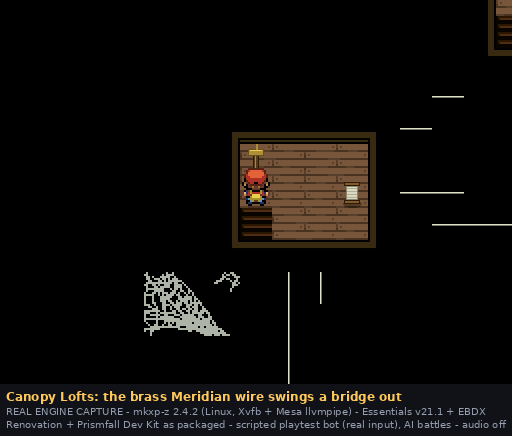 Canopy Lofts: the brass Meridian wire swings a bridge out
REAL ENGINE CAPTURE - mkxp-z 2.4.2 (Linux, Xvfb + Mesa llvmpipe) - Essentials v21.1 + EBDX
Renovation + Prismfall Dev Kit as packaged - scripted playtest bot (real input), AI battles - audio off